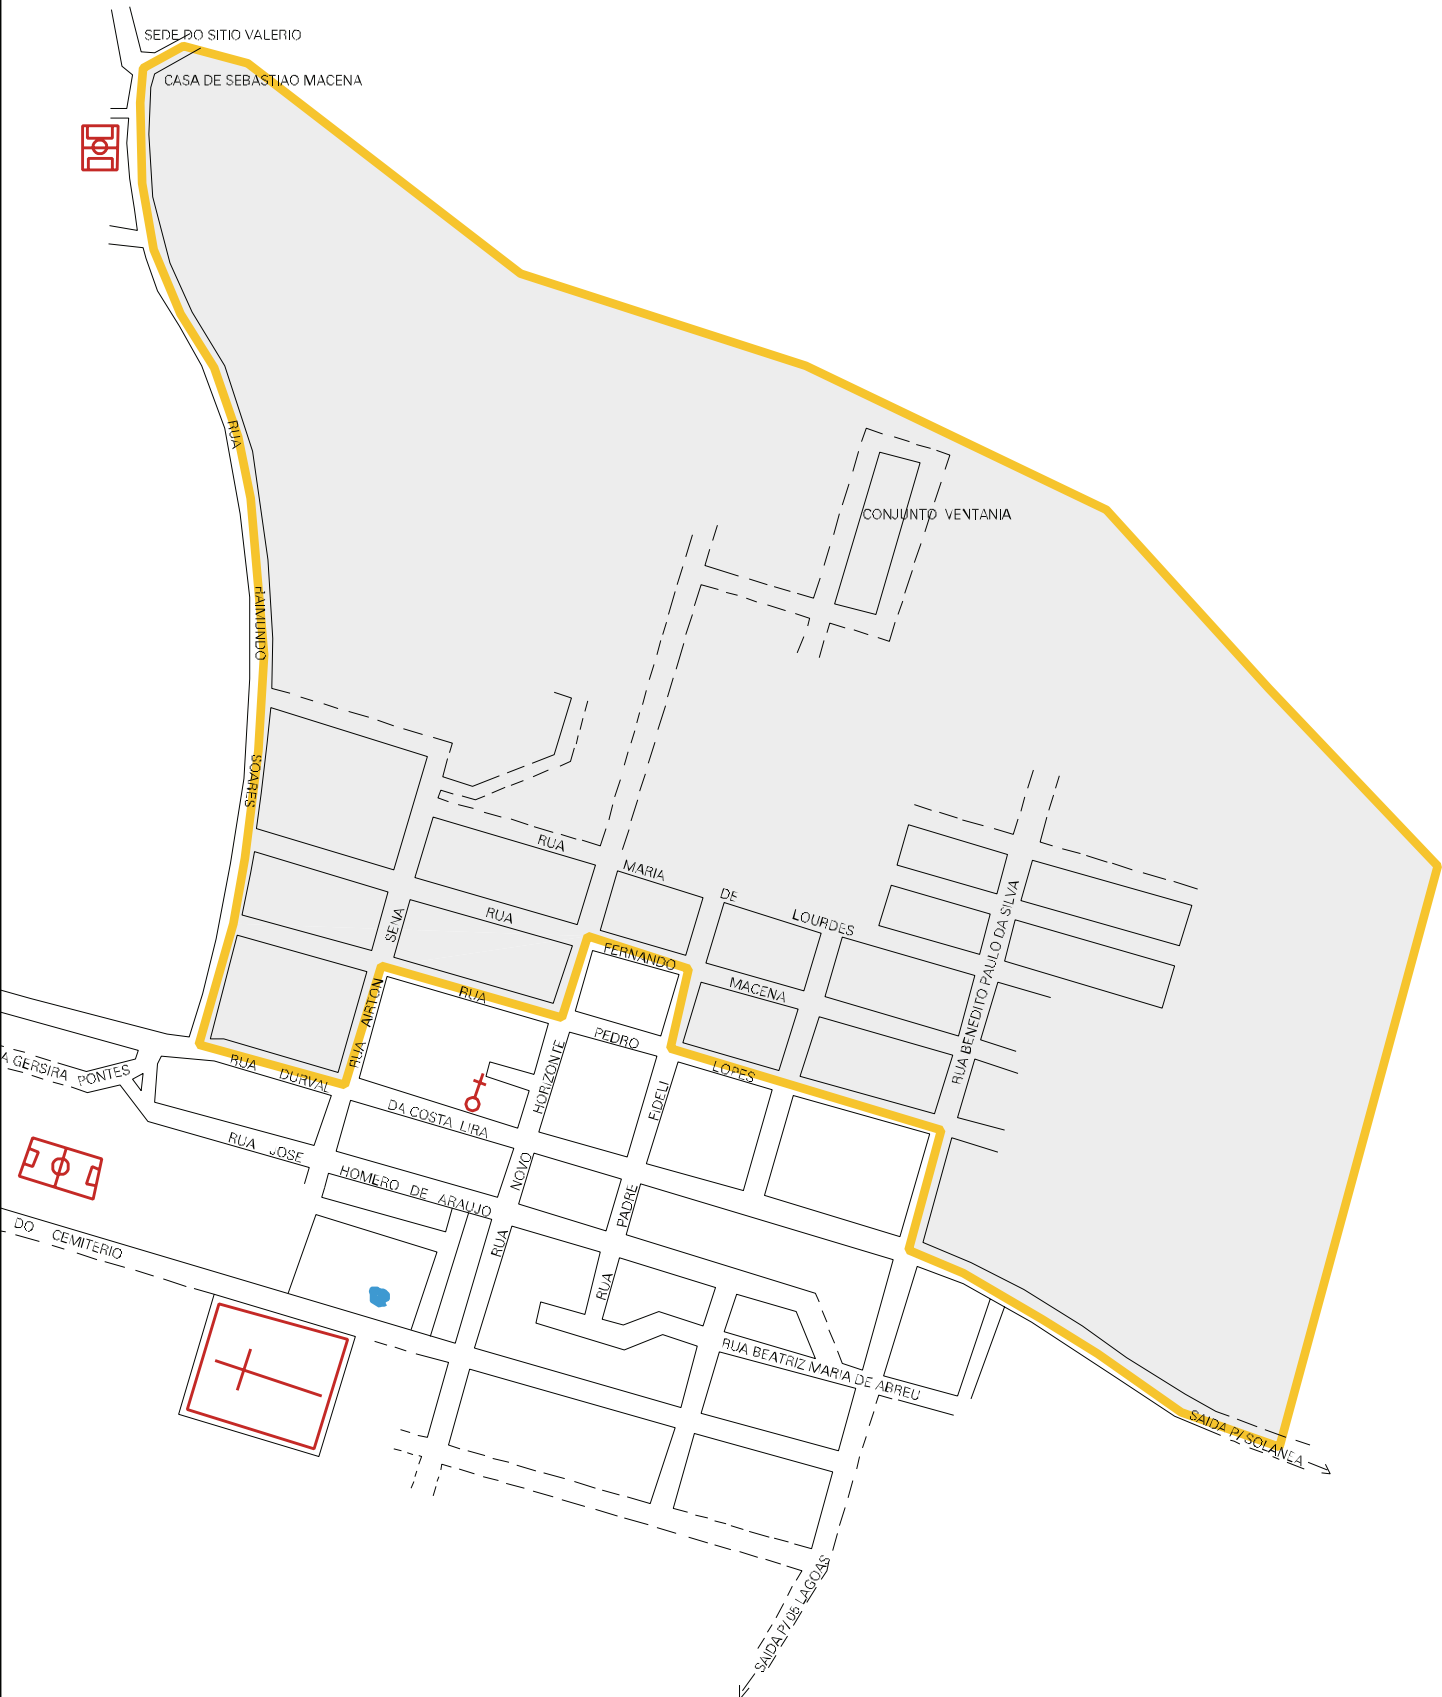 SEDE DO SITIO VALERIO
CASA DE SEBASTIAO MACENA
RUA RAIMUNDO SOARES
CONJUNTO VENTANIA
RUA MARIA DE LOURDES
RUA FERNANDO MACENA
RUA AIRTON SENA
RUA PEDRO LOPES
RUA BENEDITO PAULO DA SILVA
RUA DURVAL DA COSTA LIRA
A GERSIRA PONTES
RUA JOSE HOMERO DE ARAUJO
RUA NOVO HORIZONTE
RUA PADRE FIDELI
DO CEMITERIO
RUA BEATRIZ MARIA DE ABREU
SAIDA P/ SOLANEA
SAIDA P/ 05 LAGOAS